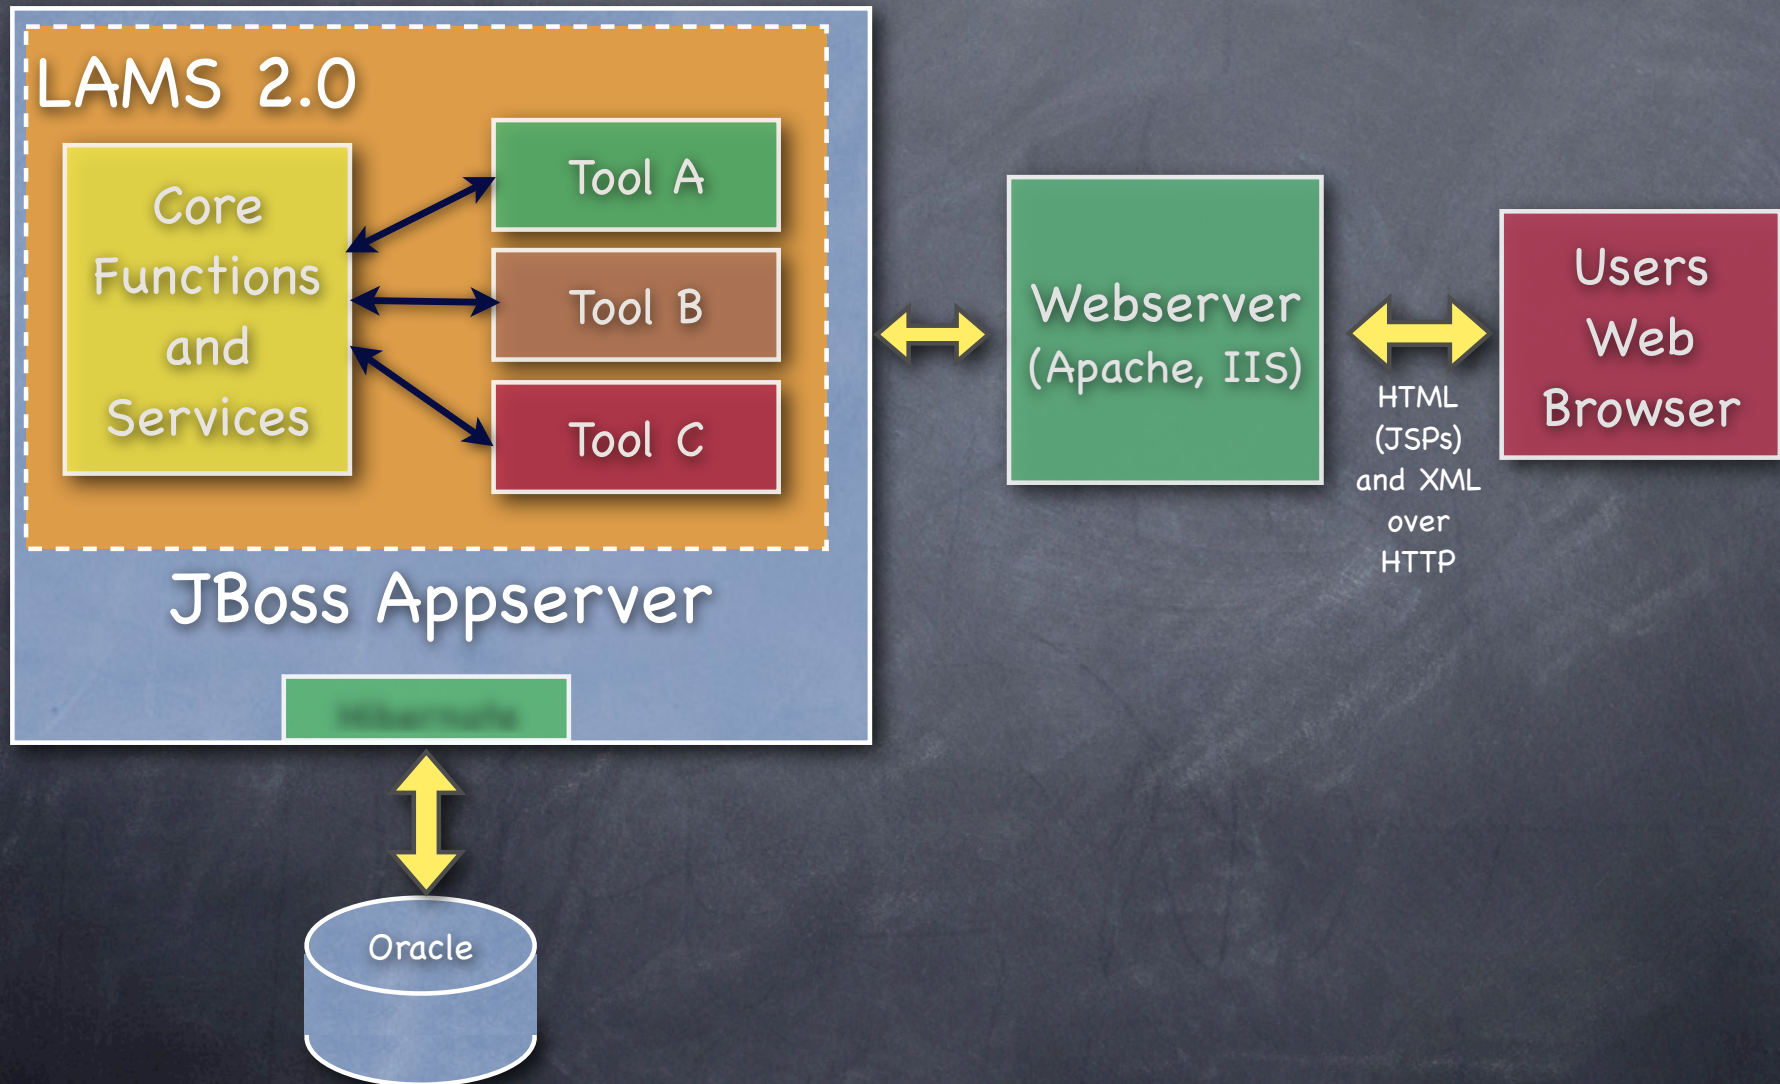 LAMS 2.0
Core
Functions
and
Services
Tool A
Tool B
Tool C
JBoss Appserver
Hibernate
Oracle
Webserver
(Apache, IIS)
HTML
(JSPs)
and XML
over
HTTP
Users
Web
Browser